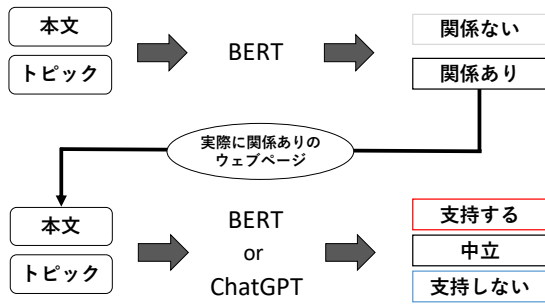 本文
トピック
BERT
関係ない
関係あり
実際に関係ありの
ウェブページ
本文
トピック
BERT
or
ChatGPT
支持する
中立
支持しない